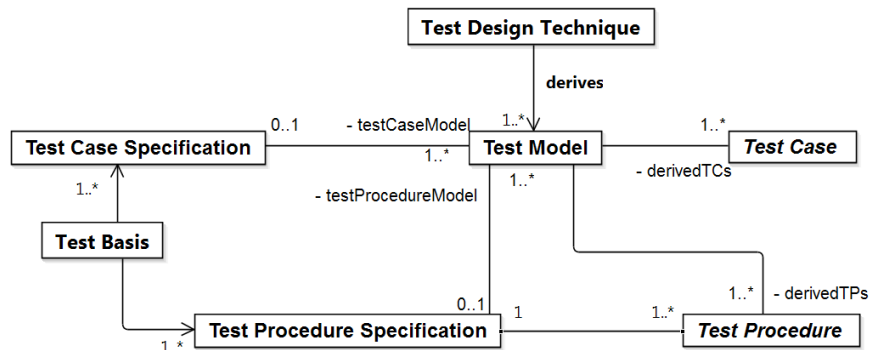 Test Design Technique
derives
0..1
- testCaseModel
1..*
1..*
Test Case Specification
1..*
Test Model
Test Case
1..*
- testProcedureModel
1..*
- derivedTCs
Test Basis
0..1
1
1..*
1..*
- derivedTPs
1..*
Test Procedure Specification
Test Procedure